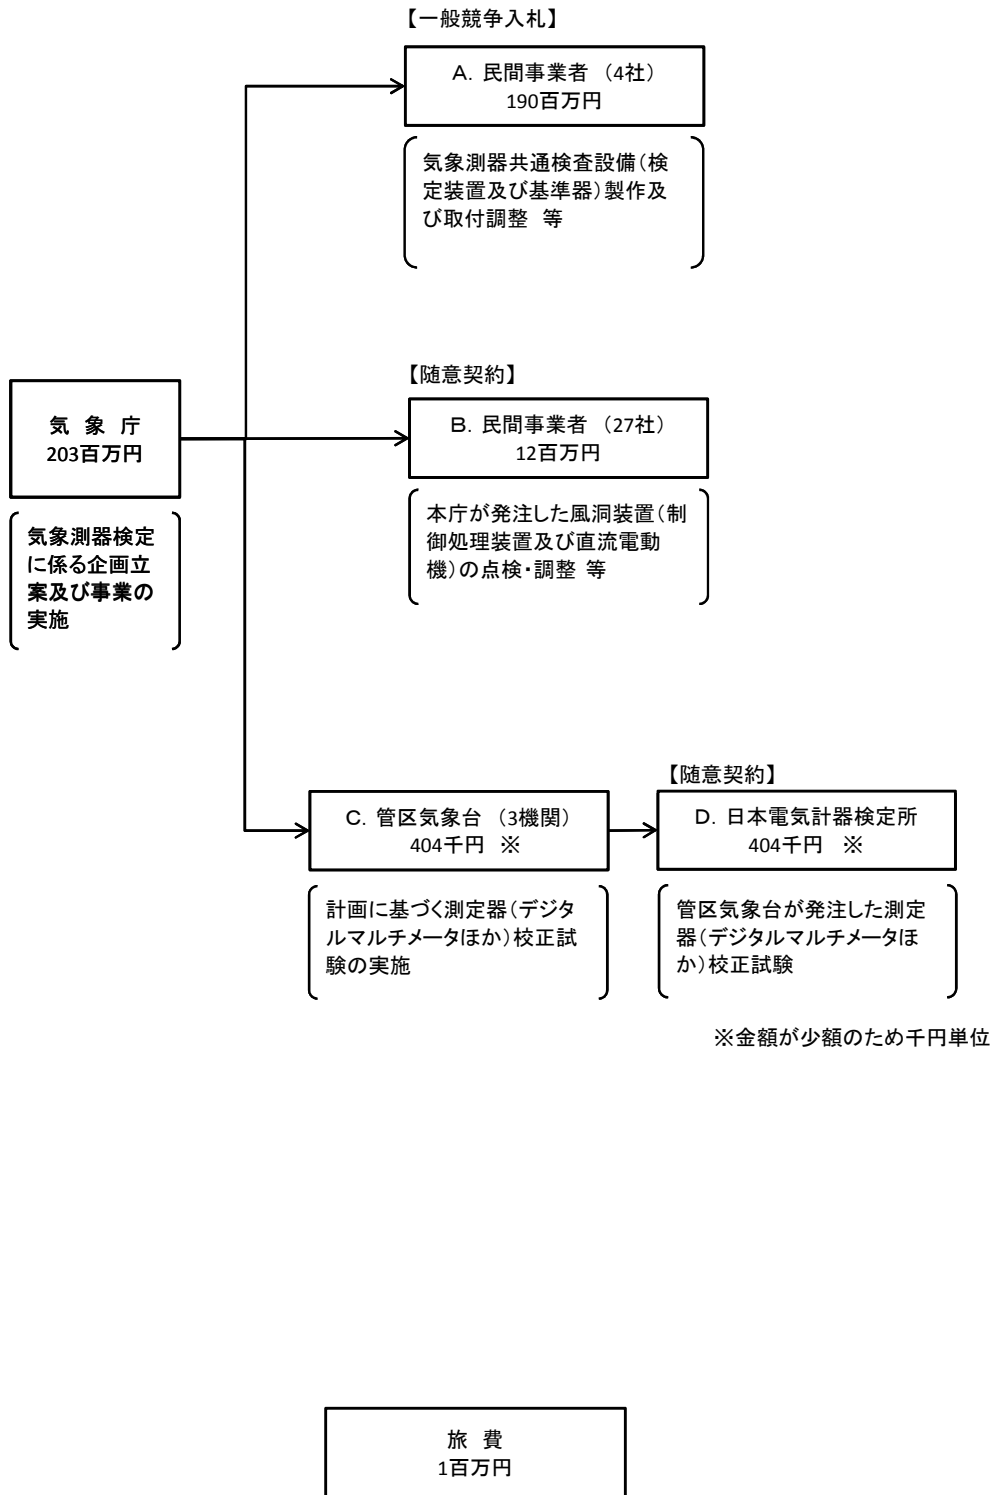 【一般競争入札】
A．民間事業者 （4社）
190百万円
気象測器共通検査設備（検
定装置及び基準器）製作及
び取付調整 等
【随意契約】
気 象 庁
203百万円
B．民間事業者 （27社）
12百万円
気象測器検定
に係る企画立
案及び事業の
実施
本庁が発注した風洞装置（制
御処理装置及び直流電動
機）の点検・調整 等
【随意契約】
C．管区気象台 （3機関）
404千円 ※
D．日本電気計器検定所
404千円 ※
計画に基づく測定器（デジタ
ルマルチメータほか）校正試
験の実施
管区気象台が発注した測定
器（デジタルマルチメータほ
か）校正試験
※金額が少額のため千円単位
旅 費
1百万円